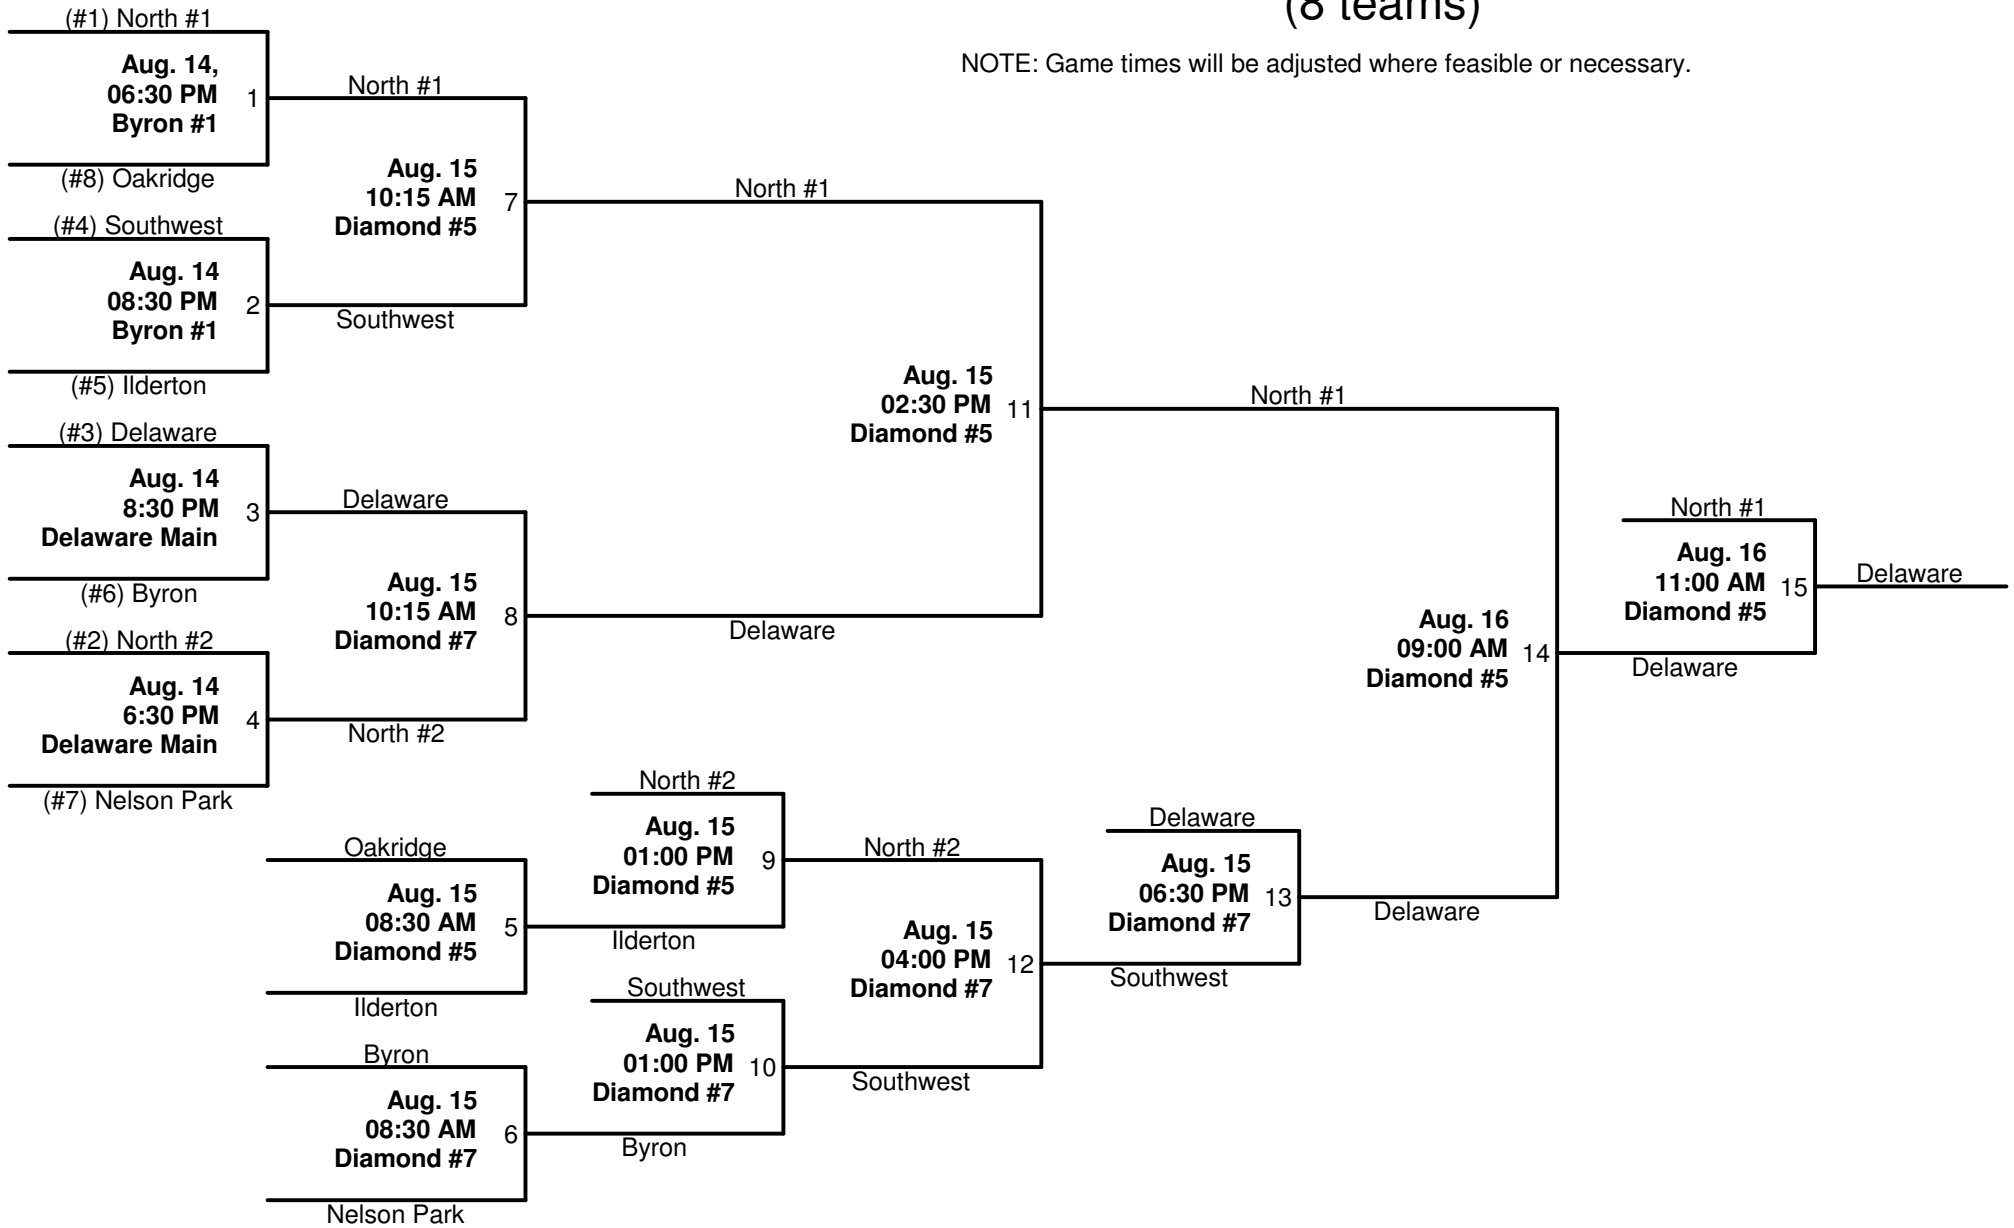 (8 teams)
NOTE: Game times will be adjusted where feasible or necessary.
(#1) North #1
Aug. 14,
06:30 PM
Byron #1
1
(#8) Oakridge
North #1
Aug. 15
10:15 AM
Diamond #5
7
(#4) Southwest
Aug. 14
08:30 PM
Byron #1
2
(#5) Ilderton
Southwest
North #1
(#3) Delaware
Aug. 14
8:30 PM
Delaware Main
3
(#6) Byron
Delaware
Aug. 15
10:15 AM
Diamond #7
8
(#2) North #2
Aug. 14
6:30 PM
Delaware Main
4
(#7) Nelson Park
North #2
Delaware
Aug. 15
02:30 PM
Diamond #5
11
North #1
Oakridge
Aug. 15
08:30 AM
Diamond #5
5
Ilderton
North #2
Aug. 15
01:00 PM
Diamond #5
9
Ilderton
Byron
Aug. 15
08:30 AM
Diamond #7
6
Nelson Park
Southwest
Aug. 15
01:00 PM
Diamond #7
10
Byron
North #2
Aug. 15
04:00 PM
Diamond #7
12
Southwest
Delaware
Aug. 15
06:30 PM
Diamond #7
13
Southwest
Aug. 16
09:00 AM
Diamond #5
14
Delaware
North #1
Aug. 16
11:00 AM
Diamond #5
15
Delaware
Delaware